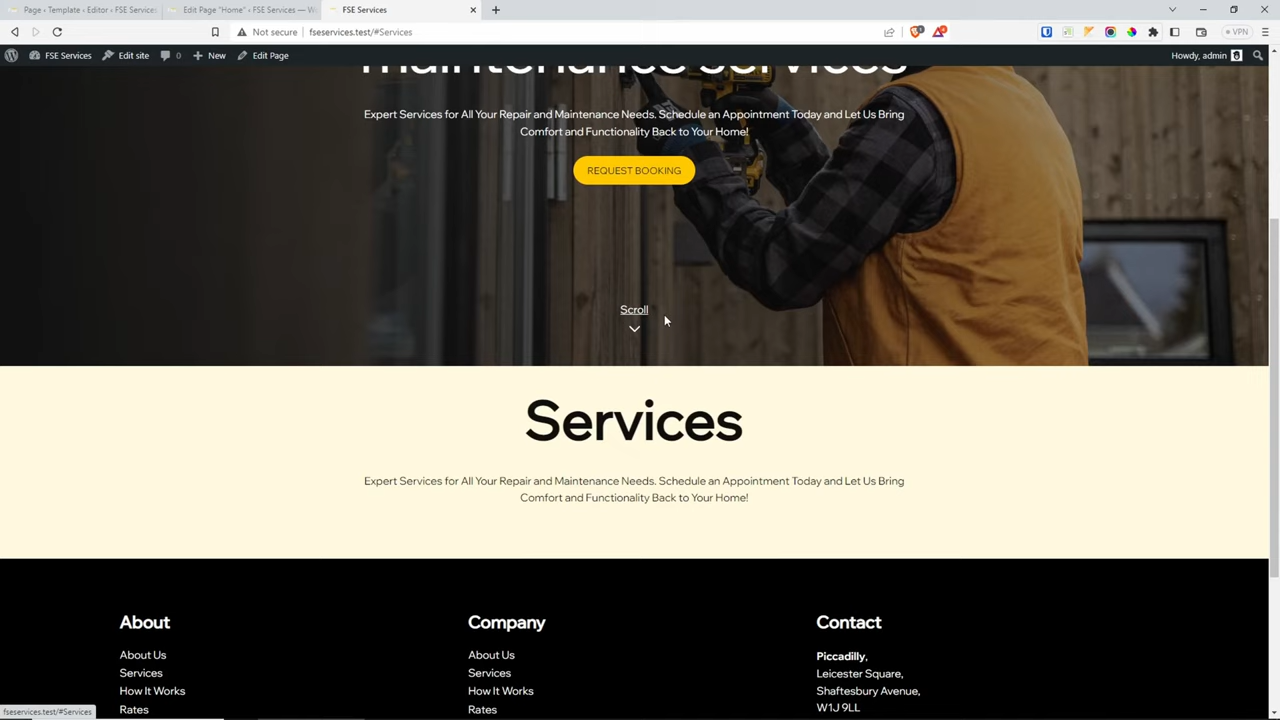 Page ‹ Template ‹ Editor ‹ FSE Services
Edit Page "Home" ‹ FSE Services — W
FSE Services
Not secure
fseservices.test/#Services
VPN
FSE Services
Edit site
0
New
Edit Page
Howdy, admin
maintenance services
Expert Services for All Your Repair and Maintenance Needs. Schedule an Appointment Today and Let Us Bring
Comfort and Functionality Back to Your Home!
REQUEST BOOKING
Scroll
Services
Expert Services for All Your Repair and Maintenance Needs. Schedule an Appointment Today and Let Us Bring
Comfort and Functionality Back to Your Home!
About
About Us
Services
How It Works
Rates
Company
About Us
Services
How It Works
Rates
Contact
Piccadilly,
Leicester Square,
Shaftesbury Avenue,
W1J 9LL
fseservices.test/#Services